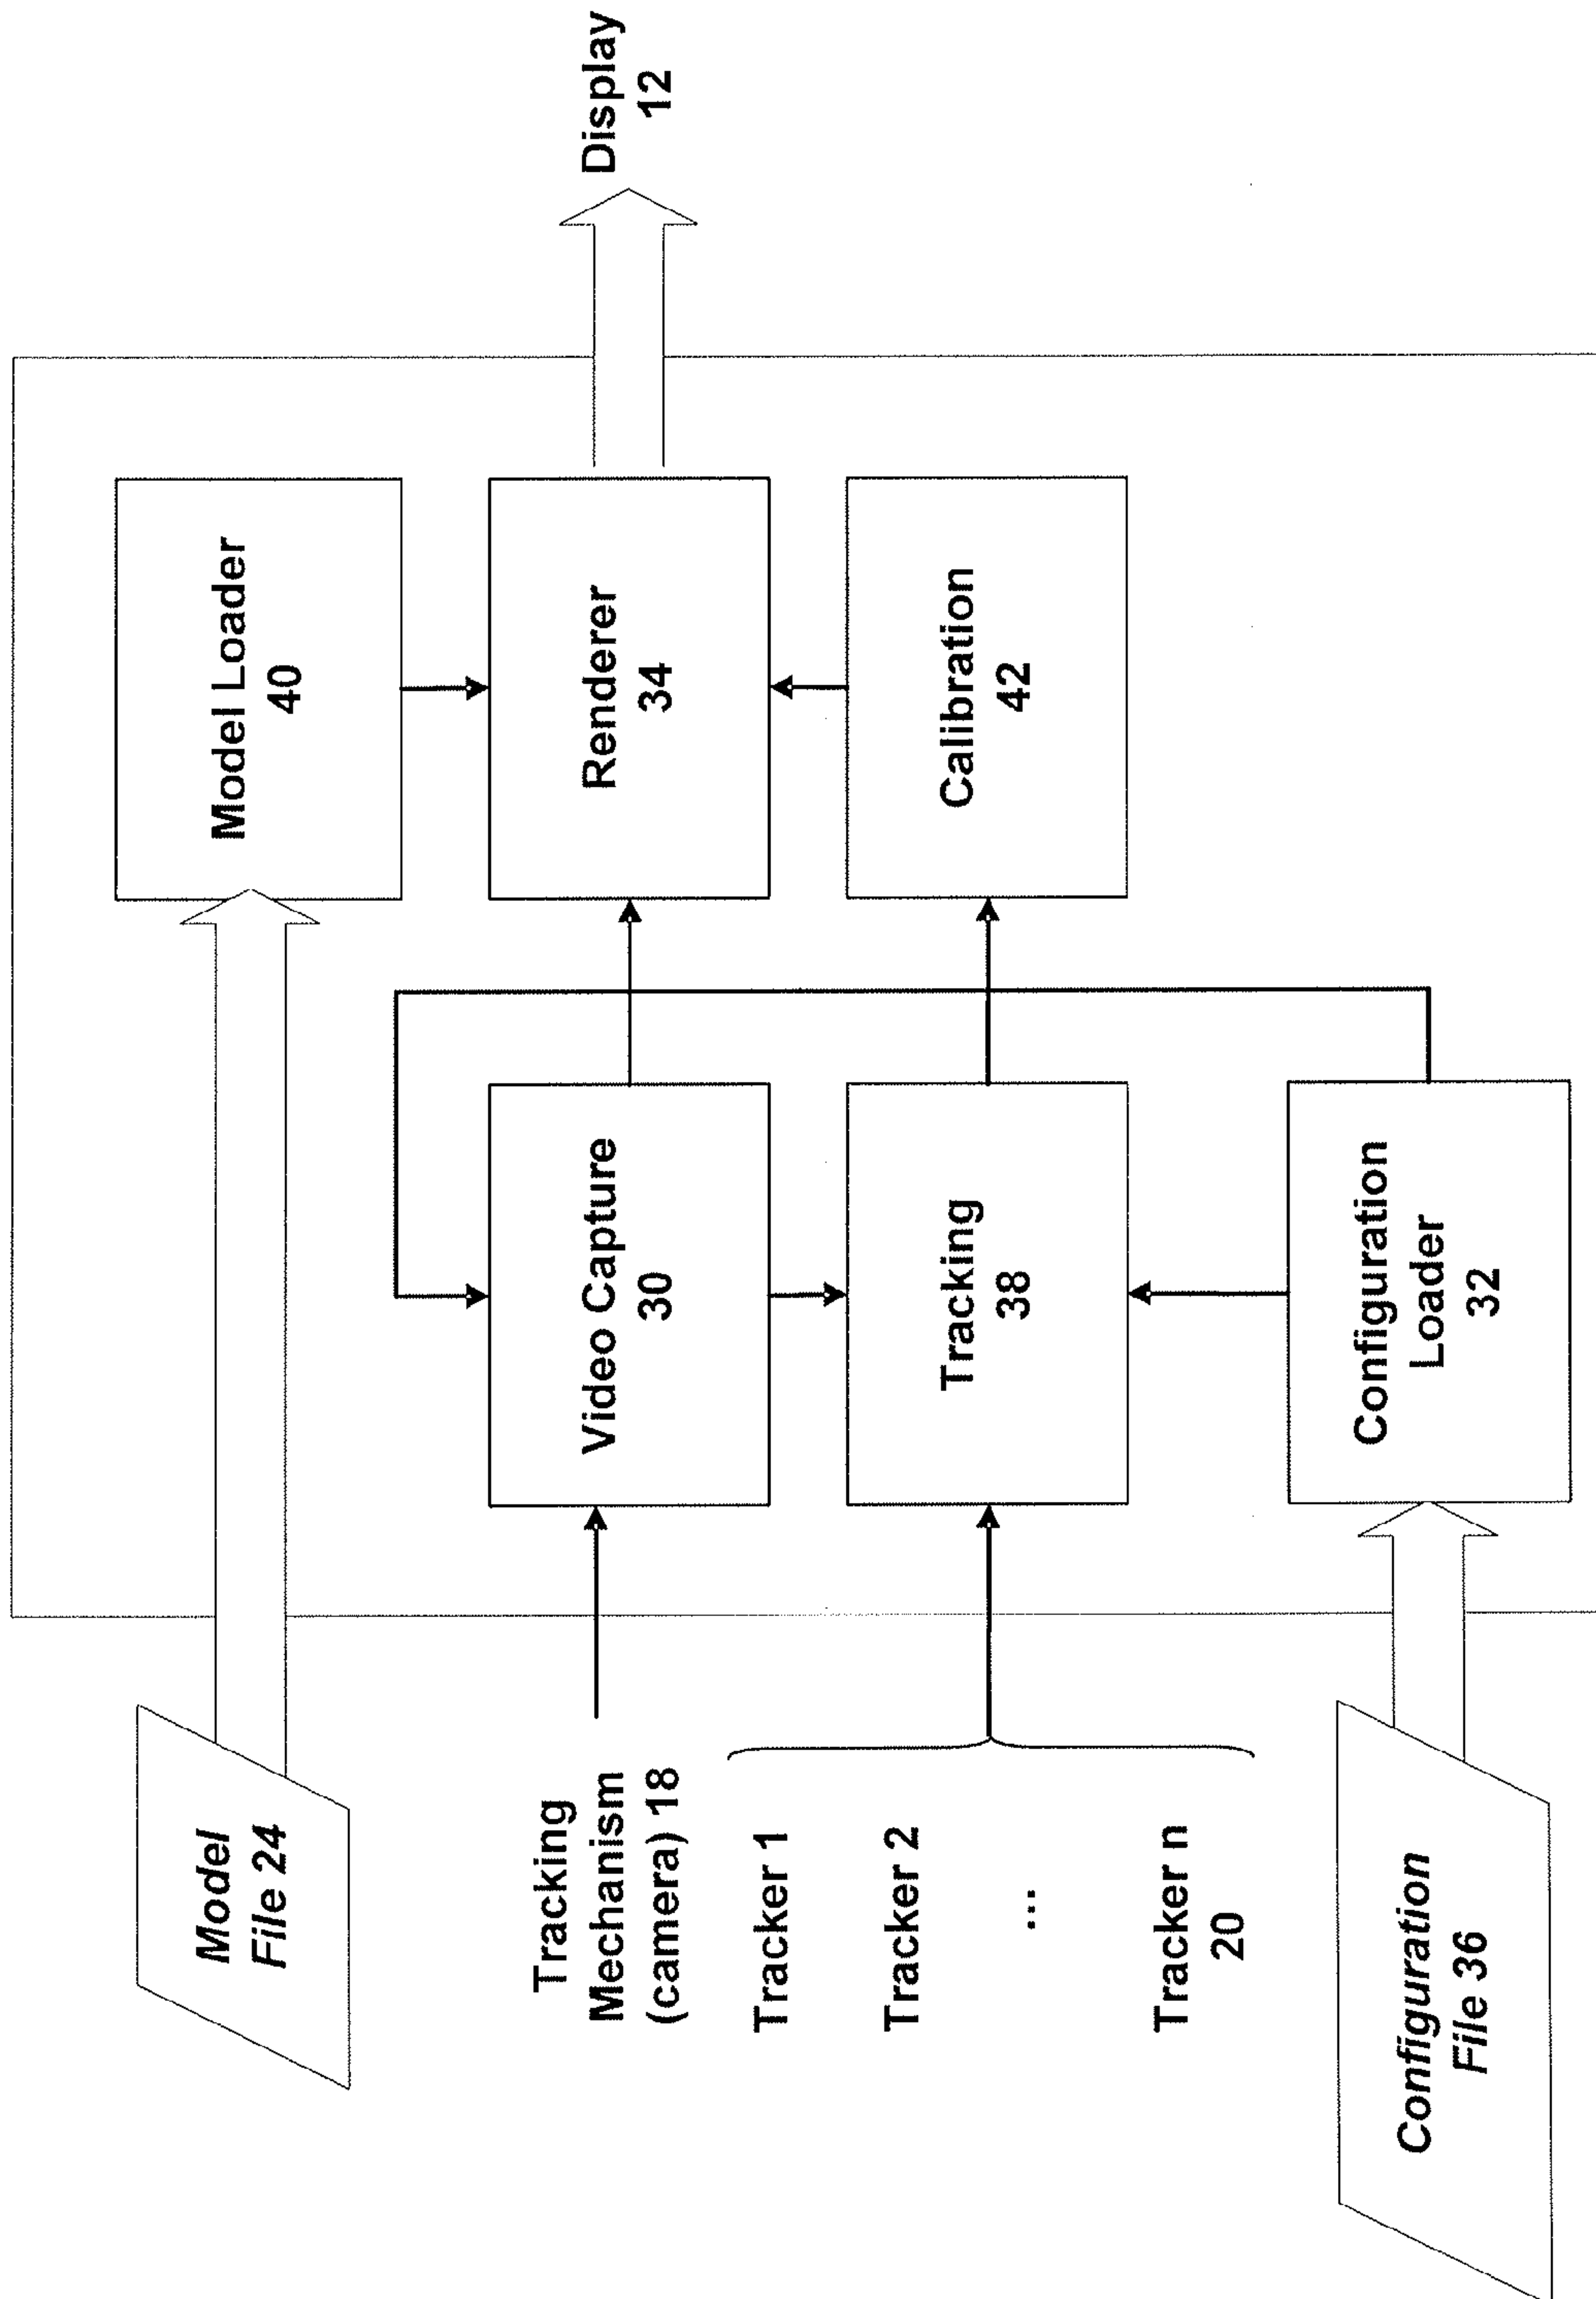 Model
File 24
Model Loader
40
Display
12
Tracking
Mechanism
(camera) 18
Video Capture
30
Renderer
34
Tracker 1
Tracker 2
...
Tracker n
20
Tracking
38
Calibration
42
Configuration
File 36
Configuration
Loader
32